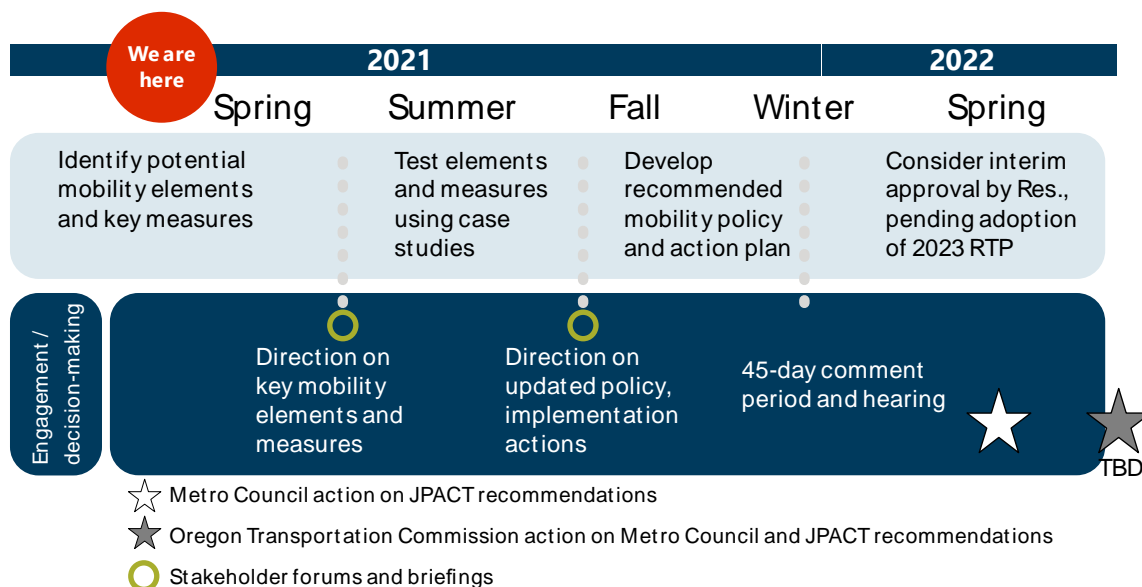 We are
here
2021
2022
Spring
Summer
Fall
Winter
Spring
Identify potential
mobility elements
and key measures
Test elements
and measures
using case
studies
Develop
recommended
mobility policy
and action plan
Consider interim
approval by Res.,
pending adoption
of 2023 RTP
Engagement /
decision-making
Direction on
key mobility
elements and
measures
Direction on
updated policy,
implementation
actions
45-day comment
period and hearing
TBD
Metro Council action on JPACT recommendations
Oregon Transportation Commission action on Metro Council and JPACT recommendations
Stakeholder forums and briefings